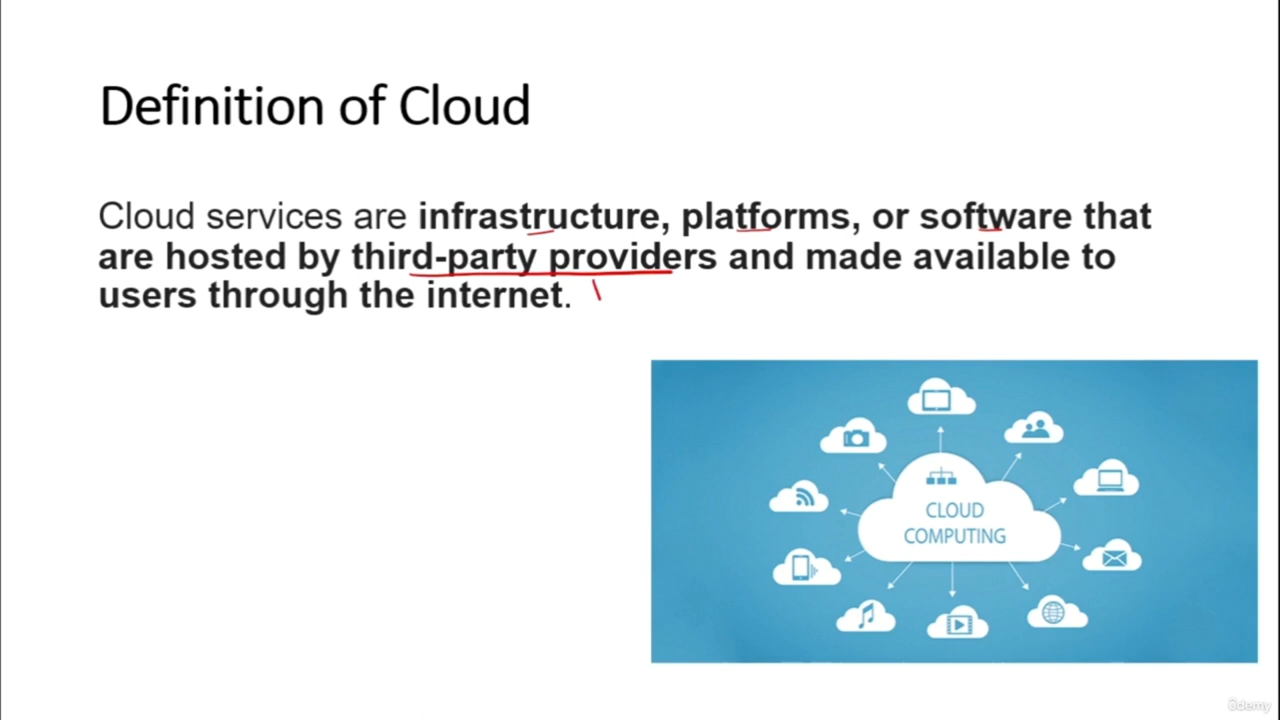 Definition of Cloud
Cloud services are infrastructure, platforms, or software that
are hosted by third-party providers and made available to
users through the internet.
CLOUD
COMPUTING
ûdemy